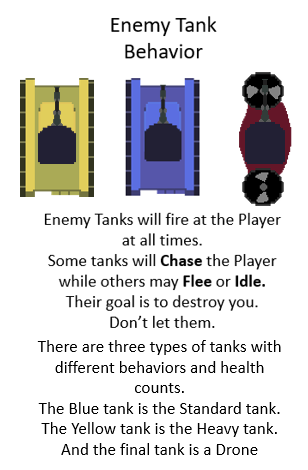 Enemy Tank
Behavior
Enemy Tanks will fire at the Player
at all times.
Some tanks will Chase the Player
while others may Flee or Idle.
Their goal is to destroy you.
Don't let them.
There are three types of tanks with
different behaviors and health
counts.
The Blue tank is the Standard tank.
The Yellow tank is the Heavy tank.
And the final tank is a Drone